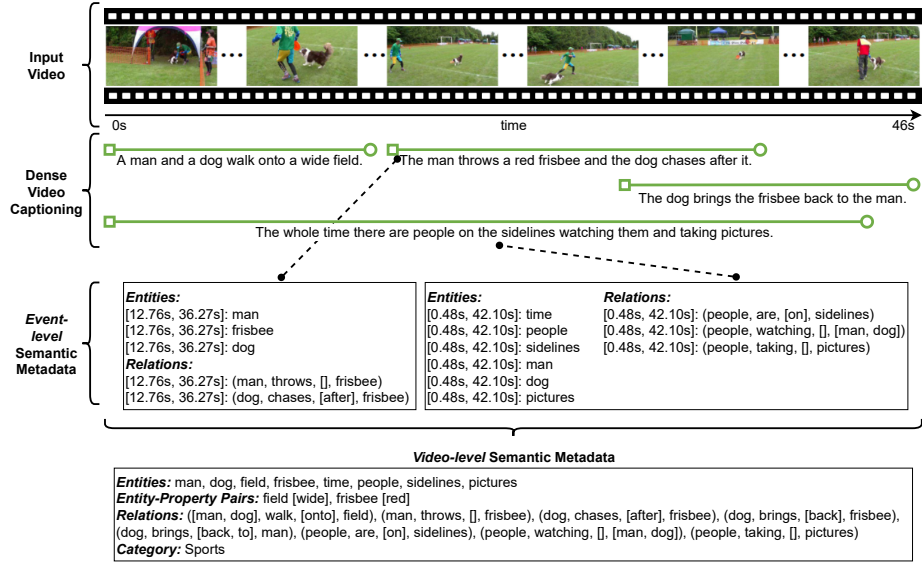 Input
Video
0s time 46s
Dense
Video
Captioning
A man and a dog walk onto a wide field.
The man throws a red frisbee and the dog chases after it.
The dog brings the frisbee back to the man.
The whole time there are people on the sidelines watching them and taking pictures.
Event-
level
Semantic
Metadata
Entities:
[12.76s, 36.27s]: man
[12.76s, 36.27s]: frisbee
[12.76s, 36.27s]: dog
Relations:
[12.76s, 36.27s]: (man, throws, [], frisbee)
[12.76s, 36.27s]: (dog, chases, [after], frisbee)
Entities:
[0.48s, 42.10s]: time
[0.48s, 42.10s]: people
[0.48s, 42.10s]: sidelines
[0.48s, 42.10s]: man
[0.48s, 42.10s]: dog
[0.48s, 42.10s]: pictures
Relations:
[0.48s, 42.10s]: (people, are, [on], sidelines)
[0.48s, 42.10s]: (people, watching, [], [man, dog])
[0.48s, 42.10s]: (people, taking, [], pictures)
Video-level Semantic Metadata
Entities: man, dog, field, frisbee, time, people, sidelines, pictures
Entity-Property Pairs: field [wide], frisbee [red]
Relations: ([man, dog], walk, [onto], field), (man, throws, [], frisbee), (dog, chases, [after], frisbee), (dog, brings, [back], frisbee),
(dog, brings, [back, to], man), (people, are, [on], sidelines), (people, watching, [], [man, dog]), (people, taking, [], pictures)
Category: Sports